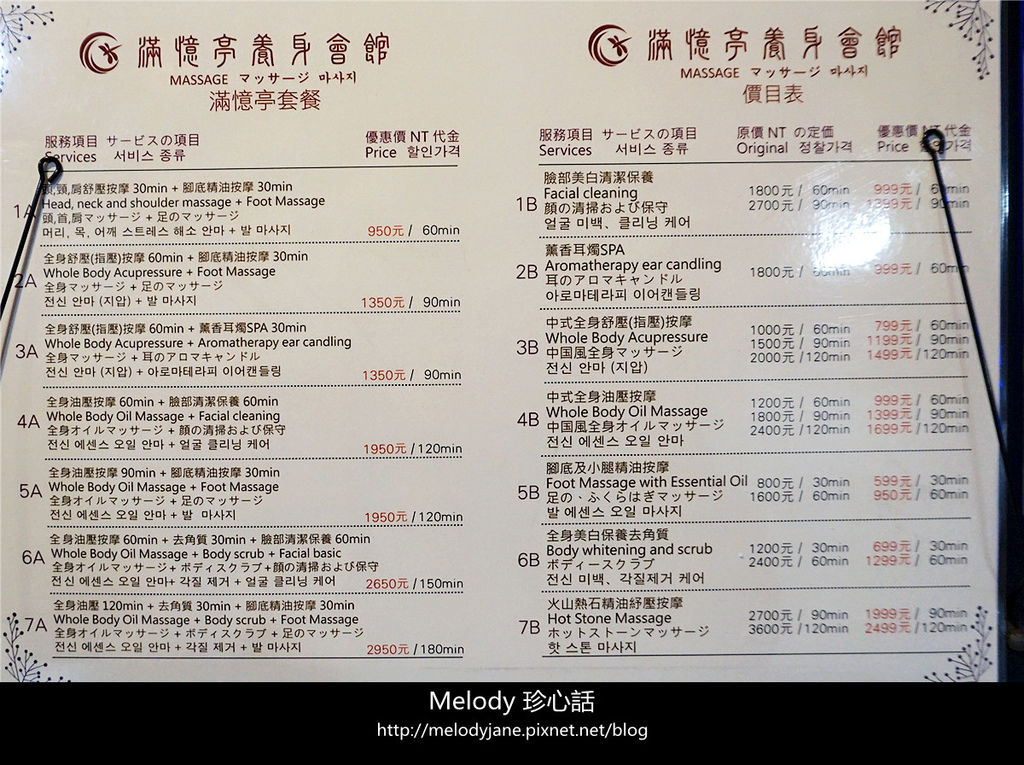 滿憶亭養身會館
MASSAGE マッサージ 마사지
滿憶亭套餐
服務項目 サービスの項目 優惠價 NT 代金
Services 서비스 종류 Price 할인가격
1A
頭,頸,肩舒壓按摩 30min + 腳底精油按摩 30min
Head, neck and shoulder massage + Foot Massage
頭,首,肩マッサージ + 足のマッサージ
머리, 목, 어깨 스트레스 해소 안마 + 발 마사지 950元 / 60min
2A
全身舒壓(指壓)按摩 60min + 腳底精油按摩 30min
Whole Body Acupressure + Foot Massage
全身マッサージ + 足のマッサージ
전신 안마 (지압) + 발 마사지 1350元 / 90min
3A
全身舒壓(指壓)按摩 60min + 薰香耳燭SPA 30min
Whole Body Acupressure + Aromatherapy ear candling
全身マッサージ + 耳のアロマキャンドル
전신 안마 (지압) + 아로마테라피 이어캔들링 1350元 / 90min
4A
全身油壓按摩 60min + 臉部清潔保養 60min
Whole Body Oil Massage + Facial cleaning
全身オイルマッサージ + 顔の清掃および保守
전신 에센스 오일 안마 + 얼굴 클리닝 케어 1950元 / 120min
5A
全身油壓按摩 90min + 腳底精油按摩 30min
Whole Body Oil Massage + Foot Massage
全身オイルマッサージ + 足のマッサージ
전신 에센스 오일 안마 + 발 마사지 1950元 / 120min
6A
全身油壓按摩 60min + 去角質 30min + 臉部清潔保養 60min
Whole Body Oil Massage + Body scrub + Facial basic
全身オイルマッサージ + ボディスクラブ+顔の清掃および保守
전신 에센스 오일 안마+ 각질 제거 + 얼굴 클리닝 케어 2650元 / 150min
7A
全身油壓 120min + 去角質 30min + 腳底精油按摩 30min
Whole Body Oil Massage + Body scrub + Foot Massage
全身オイルマッサージ + ボディスクラブ + 足のマッサージ
전신 에센스 오일 안마 + 각질 제거 + 발 마사지 2950元 / 180min
滿憶亭養身會館
MASSAGE マッサージ 마사지
價目表
服務項目 サービスの項目 原價 NT の定価 優惠價 NT 代金
Services 서비스 종류 Original 정찰가격 Price 할인가격
1B
臉部美白清潔保養
Facial cleaning 1800元 / 60min 999元 / 60min
顔の清掃および保守 2700元 / 90min 1399元 / 90min
얼굴 미백、클리닝 케어
2B
薰香耳燭SPA
Aromatherapy ear candling 1800元 / 60min 999元 / 60min
耳のアロマキャンドル
아로마테라피 이어캔들링
3B
中式全身舒壓(指壓)按摩 1000元 / 60min 799元 / 60min
Whole Body Acupressure 1500元 / 90min 1199元 / 90min
中国風全身マッサージ 2000元 / 120min 1499元 / 120min
전신 안마 (지압)
4B
中式全身油壓按摩 1200元 / 60min 999元 / 60min
Whole Body Oil Massage 1800元 / 90min 1399元 / 90min
中国風全身オイルマッサージ 2400元 / 120min 1699元 / 120min
전신 에센스 오일 안마
5B
腳底及小腿精油按摩
Foot Massage with Essential Oil 800元 / 30min 599元 / 30min
足の、ふくらはぎマッサージ 1600元 / 60min 950元 / 60min
발 에센스 오일 마사지
6B
全身美白保養去角質
Body whitening and scrub 1200元 / 30min 699元 / 30min
ボディースクラブ 2400元 / 60min 1299元 / 60min
전신 미백、각질제거 케어
7B
火山熱石精油紓壓按摩
Hot Stone Massage 2700元 / 90min 1999元 / 90min
ホットストーンマッサージ 3600元 / 120min 2499元 / 120min
핫 스톤 마사지
Melody 珍心話
http://melodyjane.pixnet.net/blog